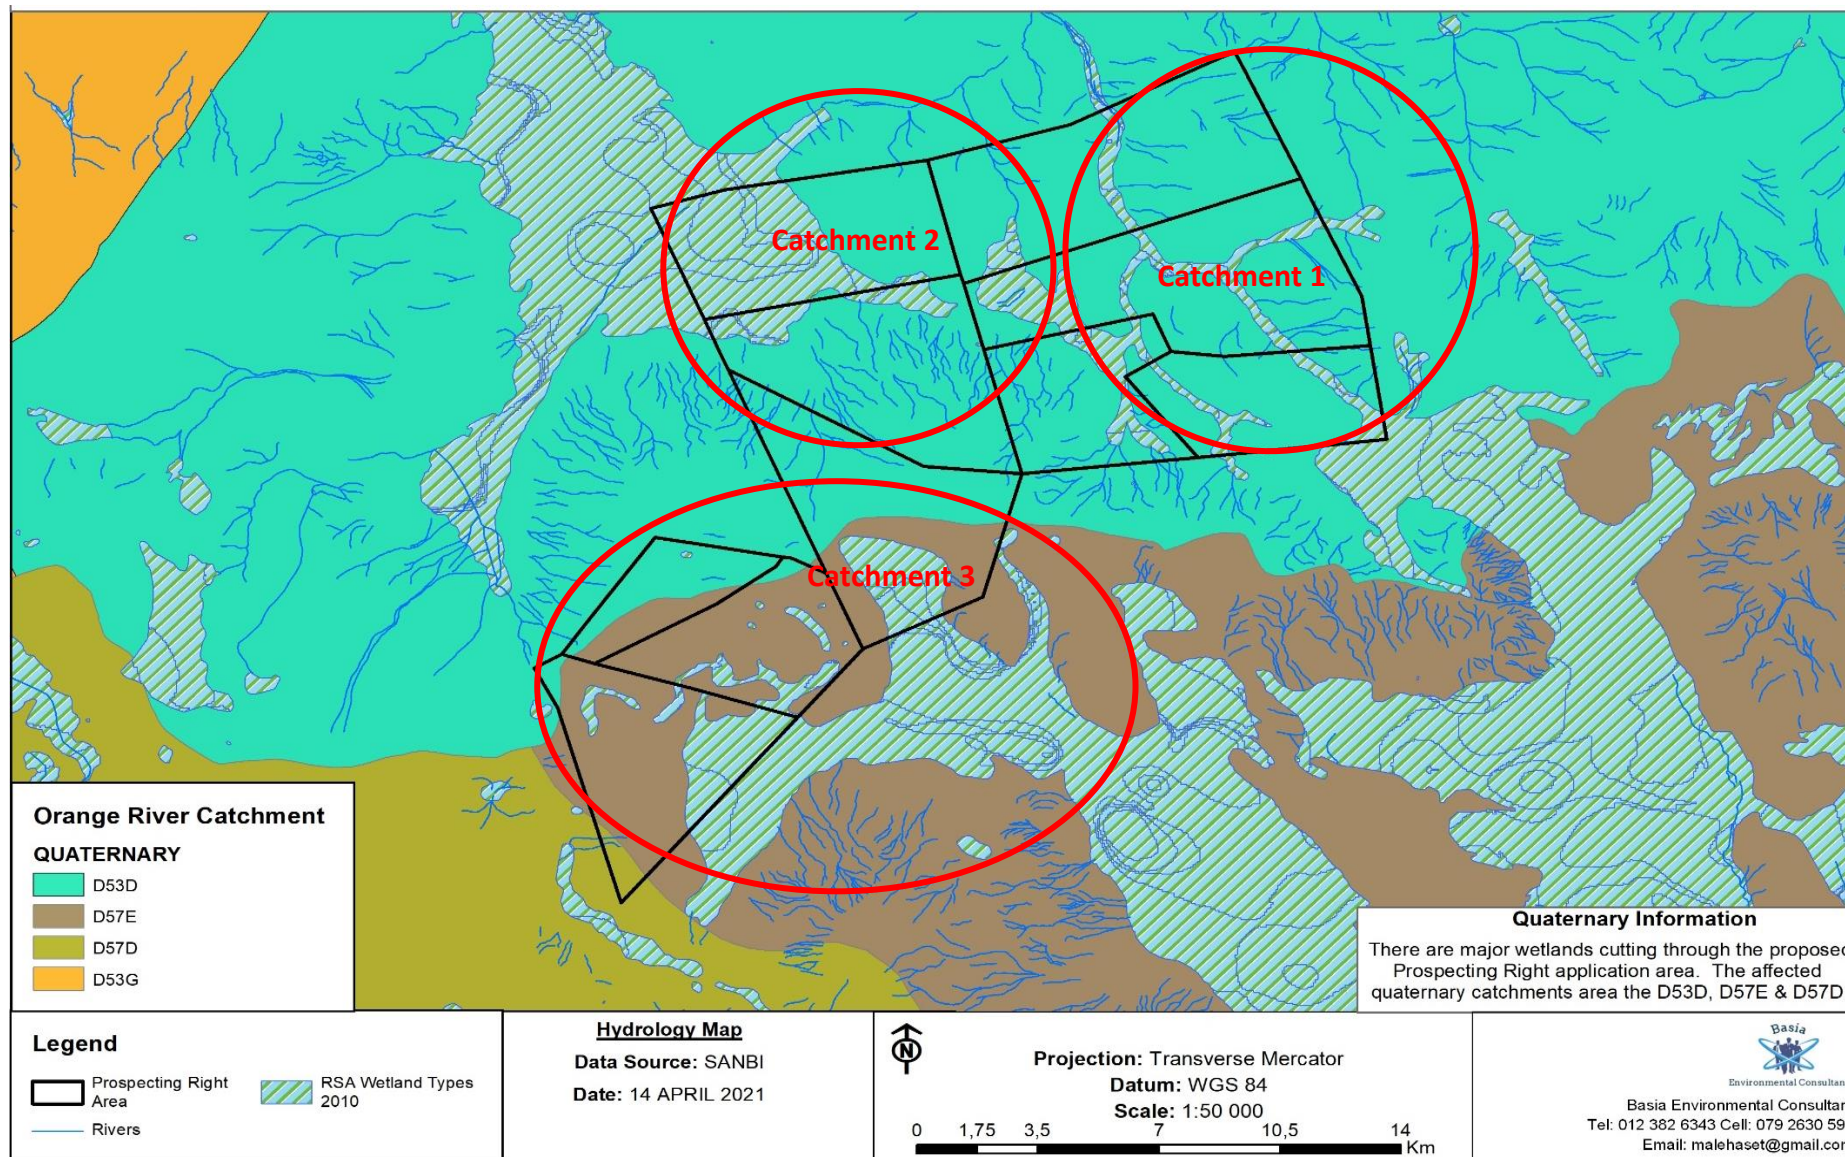 Catchment 2
Catchment 1
Catchment 3
Orange River Catchment
QUATERNARY
D53D
D57E
D57D
D53G
Quaternary Information
There are major wetlands cutting through the proposed
Prospecting Right application area. The affected
quaternary catchments area the D53D, D57E & D57D
Legend
Prospecting Right
Area
RSA Wetland Types
2010
Rivers
Hydrology Map
Data Source: SANBI
Date: 14 APRIL 2021
N
Projection: Transverse Mercator
Datum: WGS 84
Scale: 1:50 000
0 1,75 3,5 7 10,5 14
Km
Basia
Environmental Consultan
Basia Environmental Consultan
Tel: 012 382 6343 Cell: 079 2630 59
Email: malehaset@gmail.co